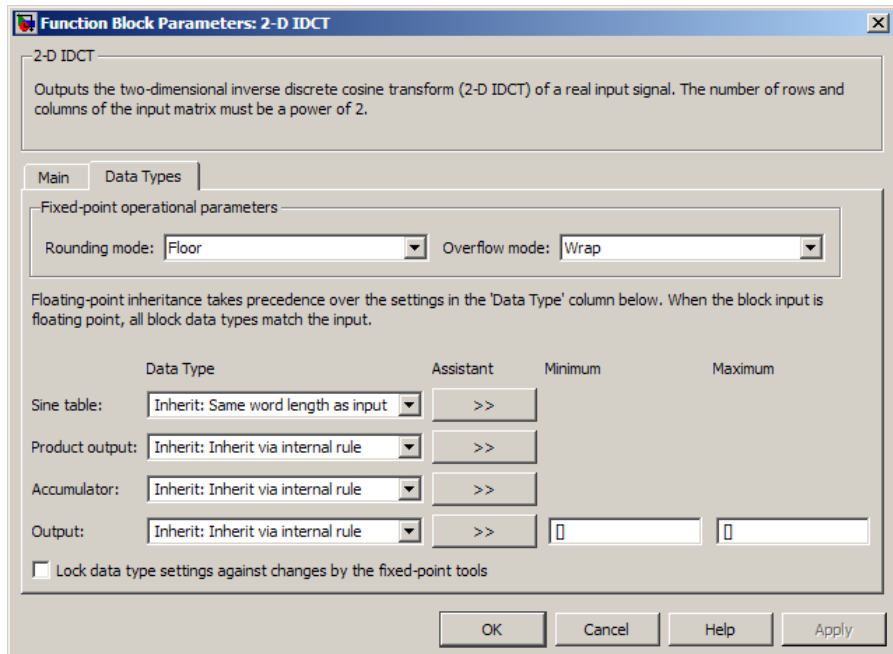 Function Block Parameters: 2-D IDCT
2-D IDCT
Outputs the two-dimensional inverse discrete cosine transform (2-D IDCT) of a real input signal. The number of rows and
columns of the input matrix must be a power of 2.
Main Data Types
Fixed-point operational parameters
Rounding mode: Floor Overflow mode: Wrap
Floating-point inheritance takes precedence over the settings in the 'Data Type' column below. When the block input is
floating point, all block data types match the input.
Data Type Assistant Minimum Maximum
Sine table: Inherit: Same word length as input >>
Product output: Inherit: Inherit via internal rule >>
Accumulator: Inherit: Inherit via internal rule >>
Output: Inherit: Inherit via internal rule >> [] []
Lock data type settings against changes by the fixed-point tools
OK Cancel Help Apply